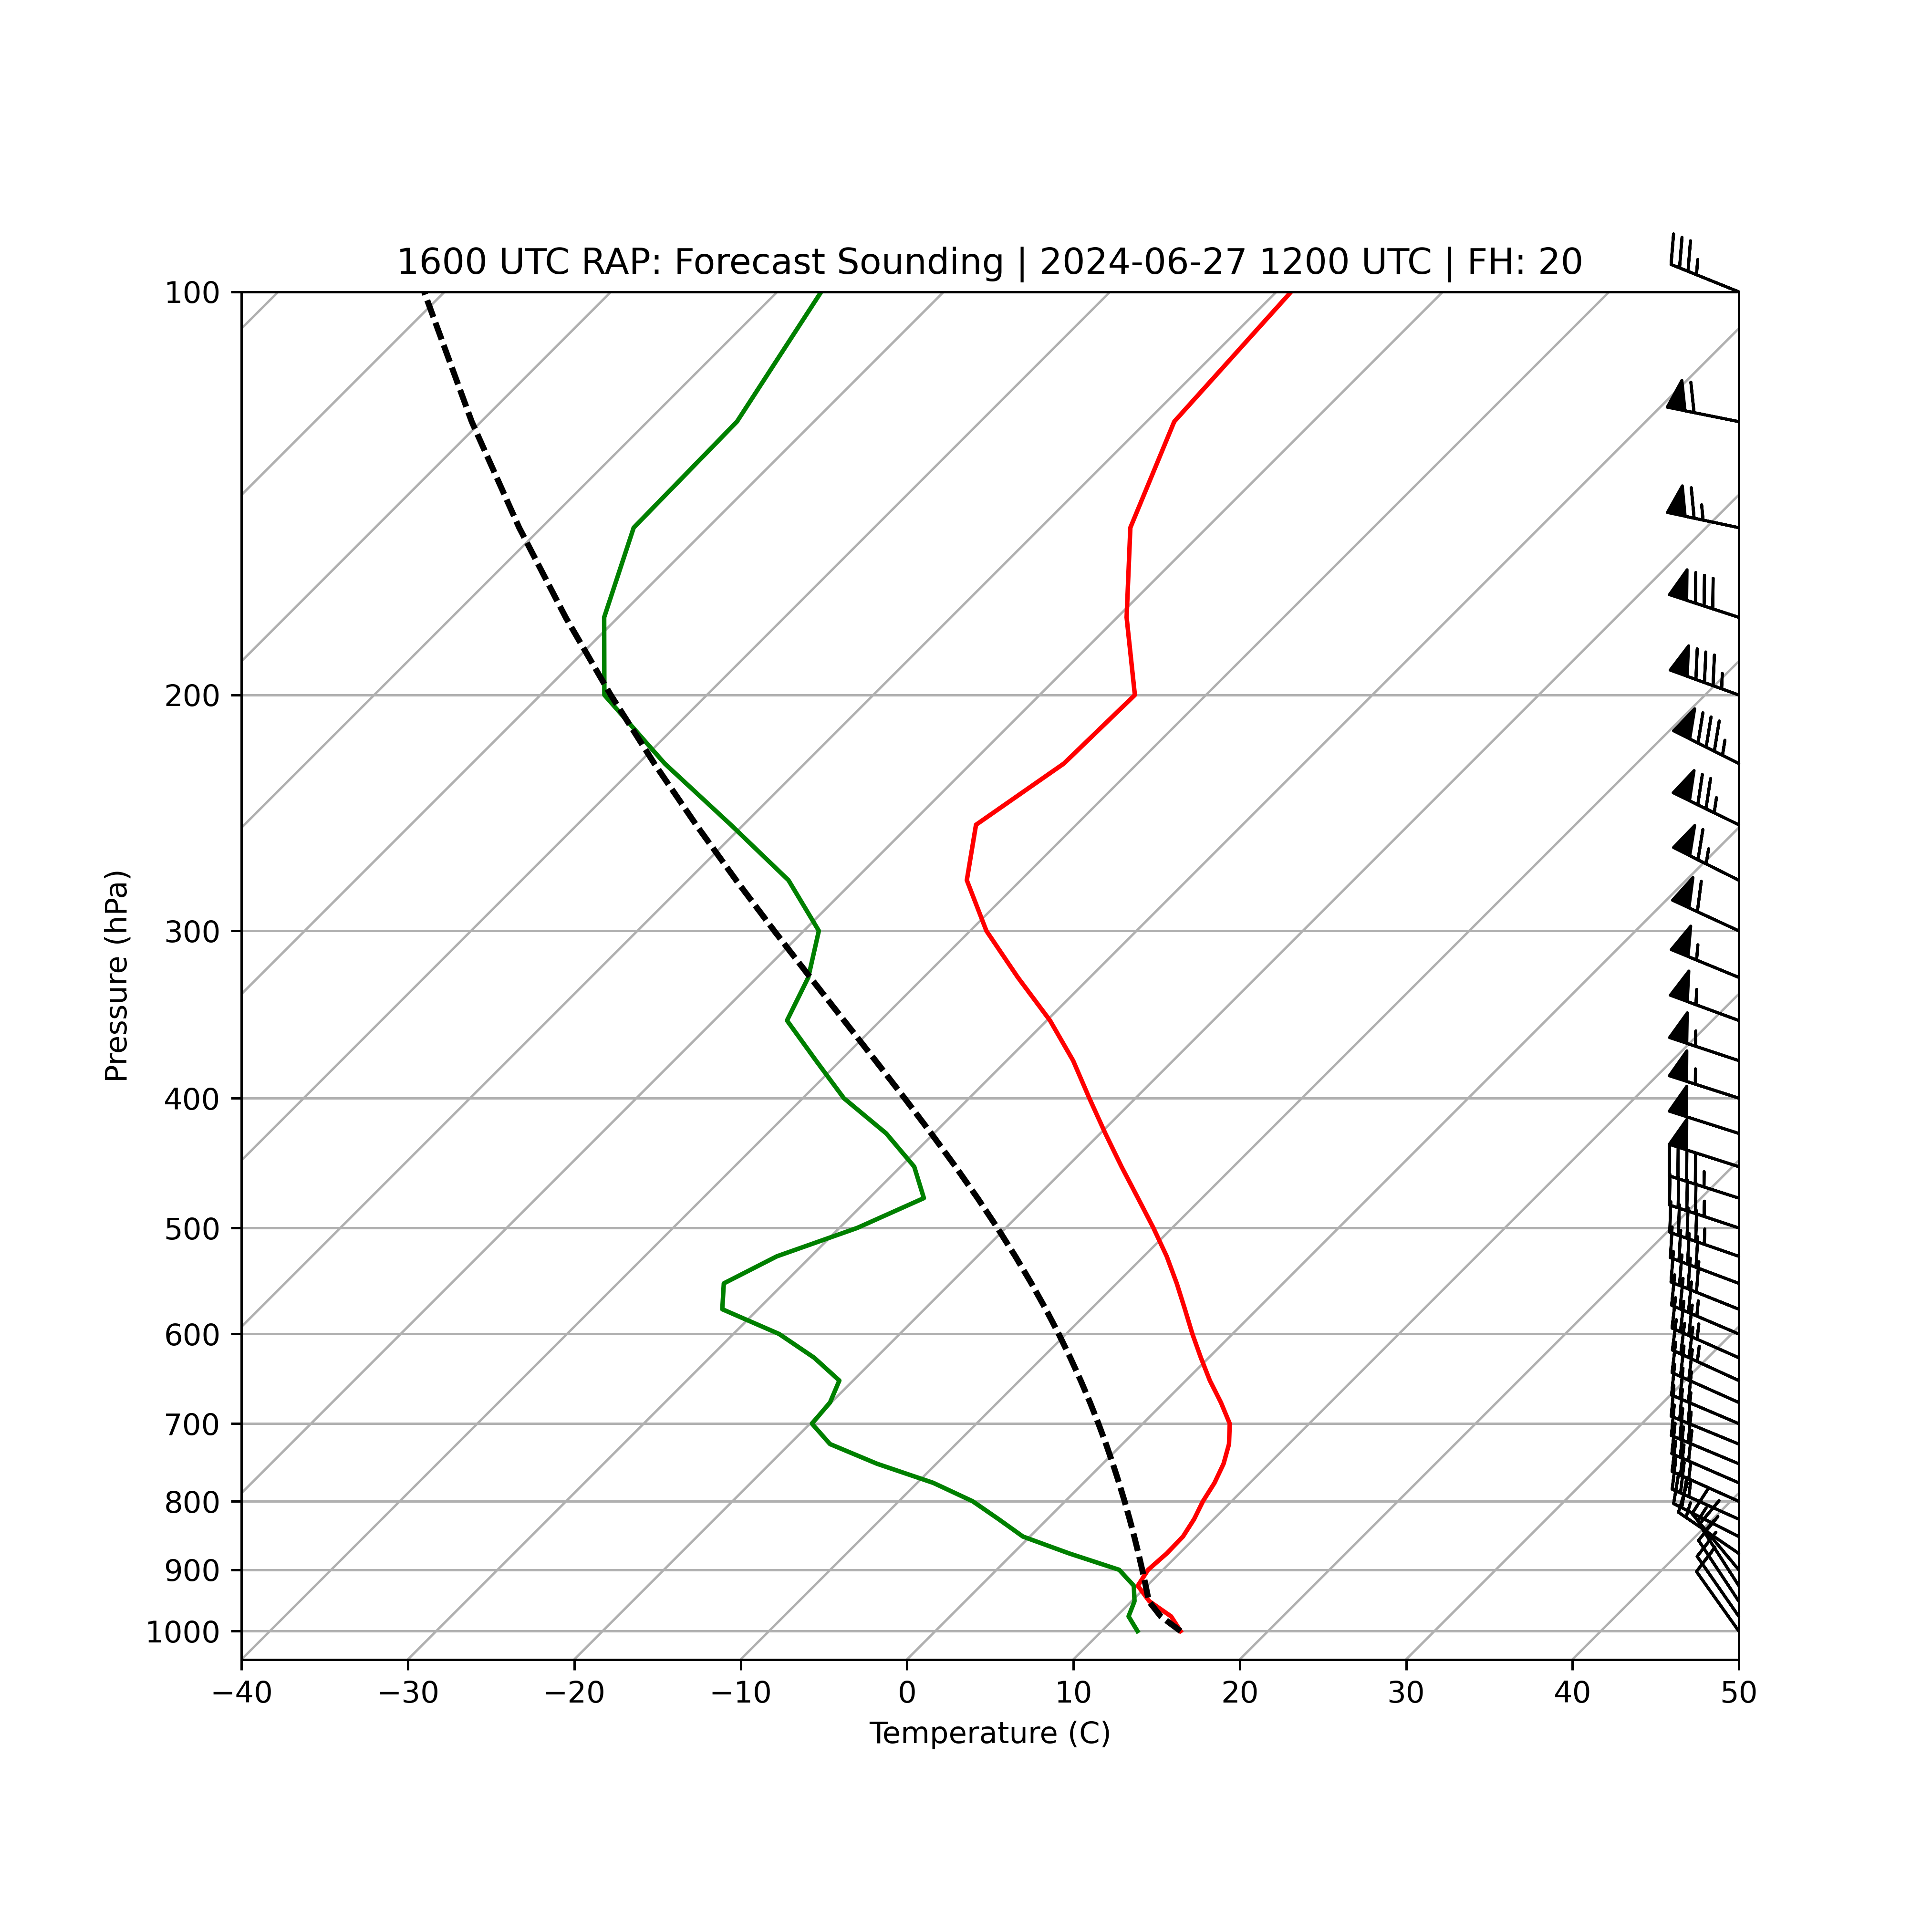 1600 UTC RAP: Forecast Sounding | 2024-06-27 1200 UTC | FH: 20
100
200
300
400
500
600
700
800
900
1000
Pressure (hPa)
−40 −30 −20 −10 0 10 20 30 40 50
Temperature (C)